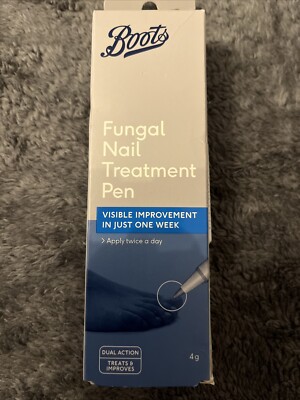 Boots
Fungal
Nail
Treatment
Pen
VISIBLE IMPROVEMENT
IN JUST ONE WEEK
> Apply twice a day
DUAL ACTION
TREATS &
IMPROVES
4g